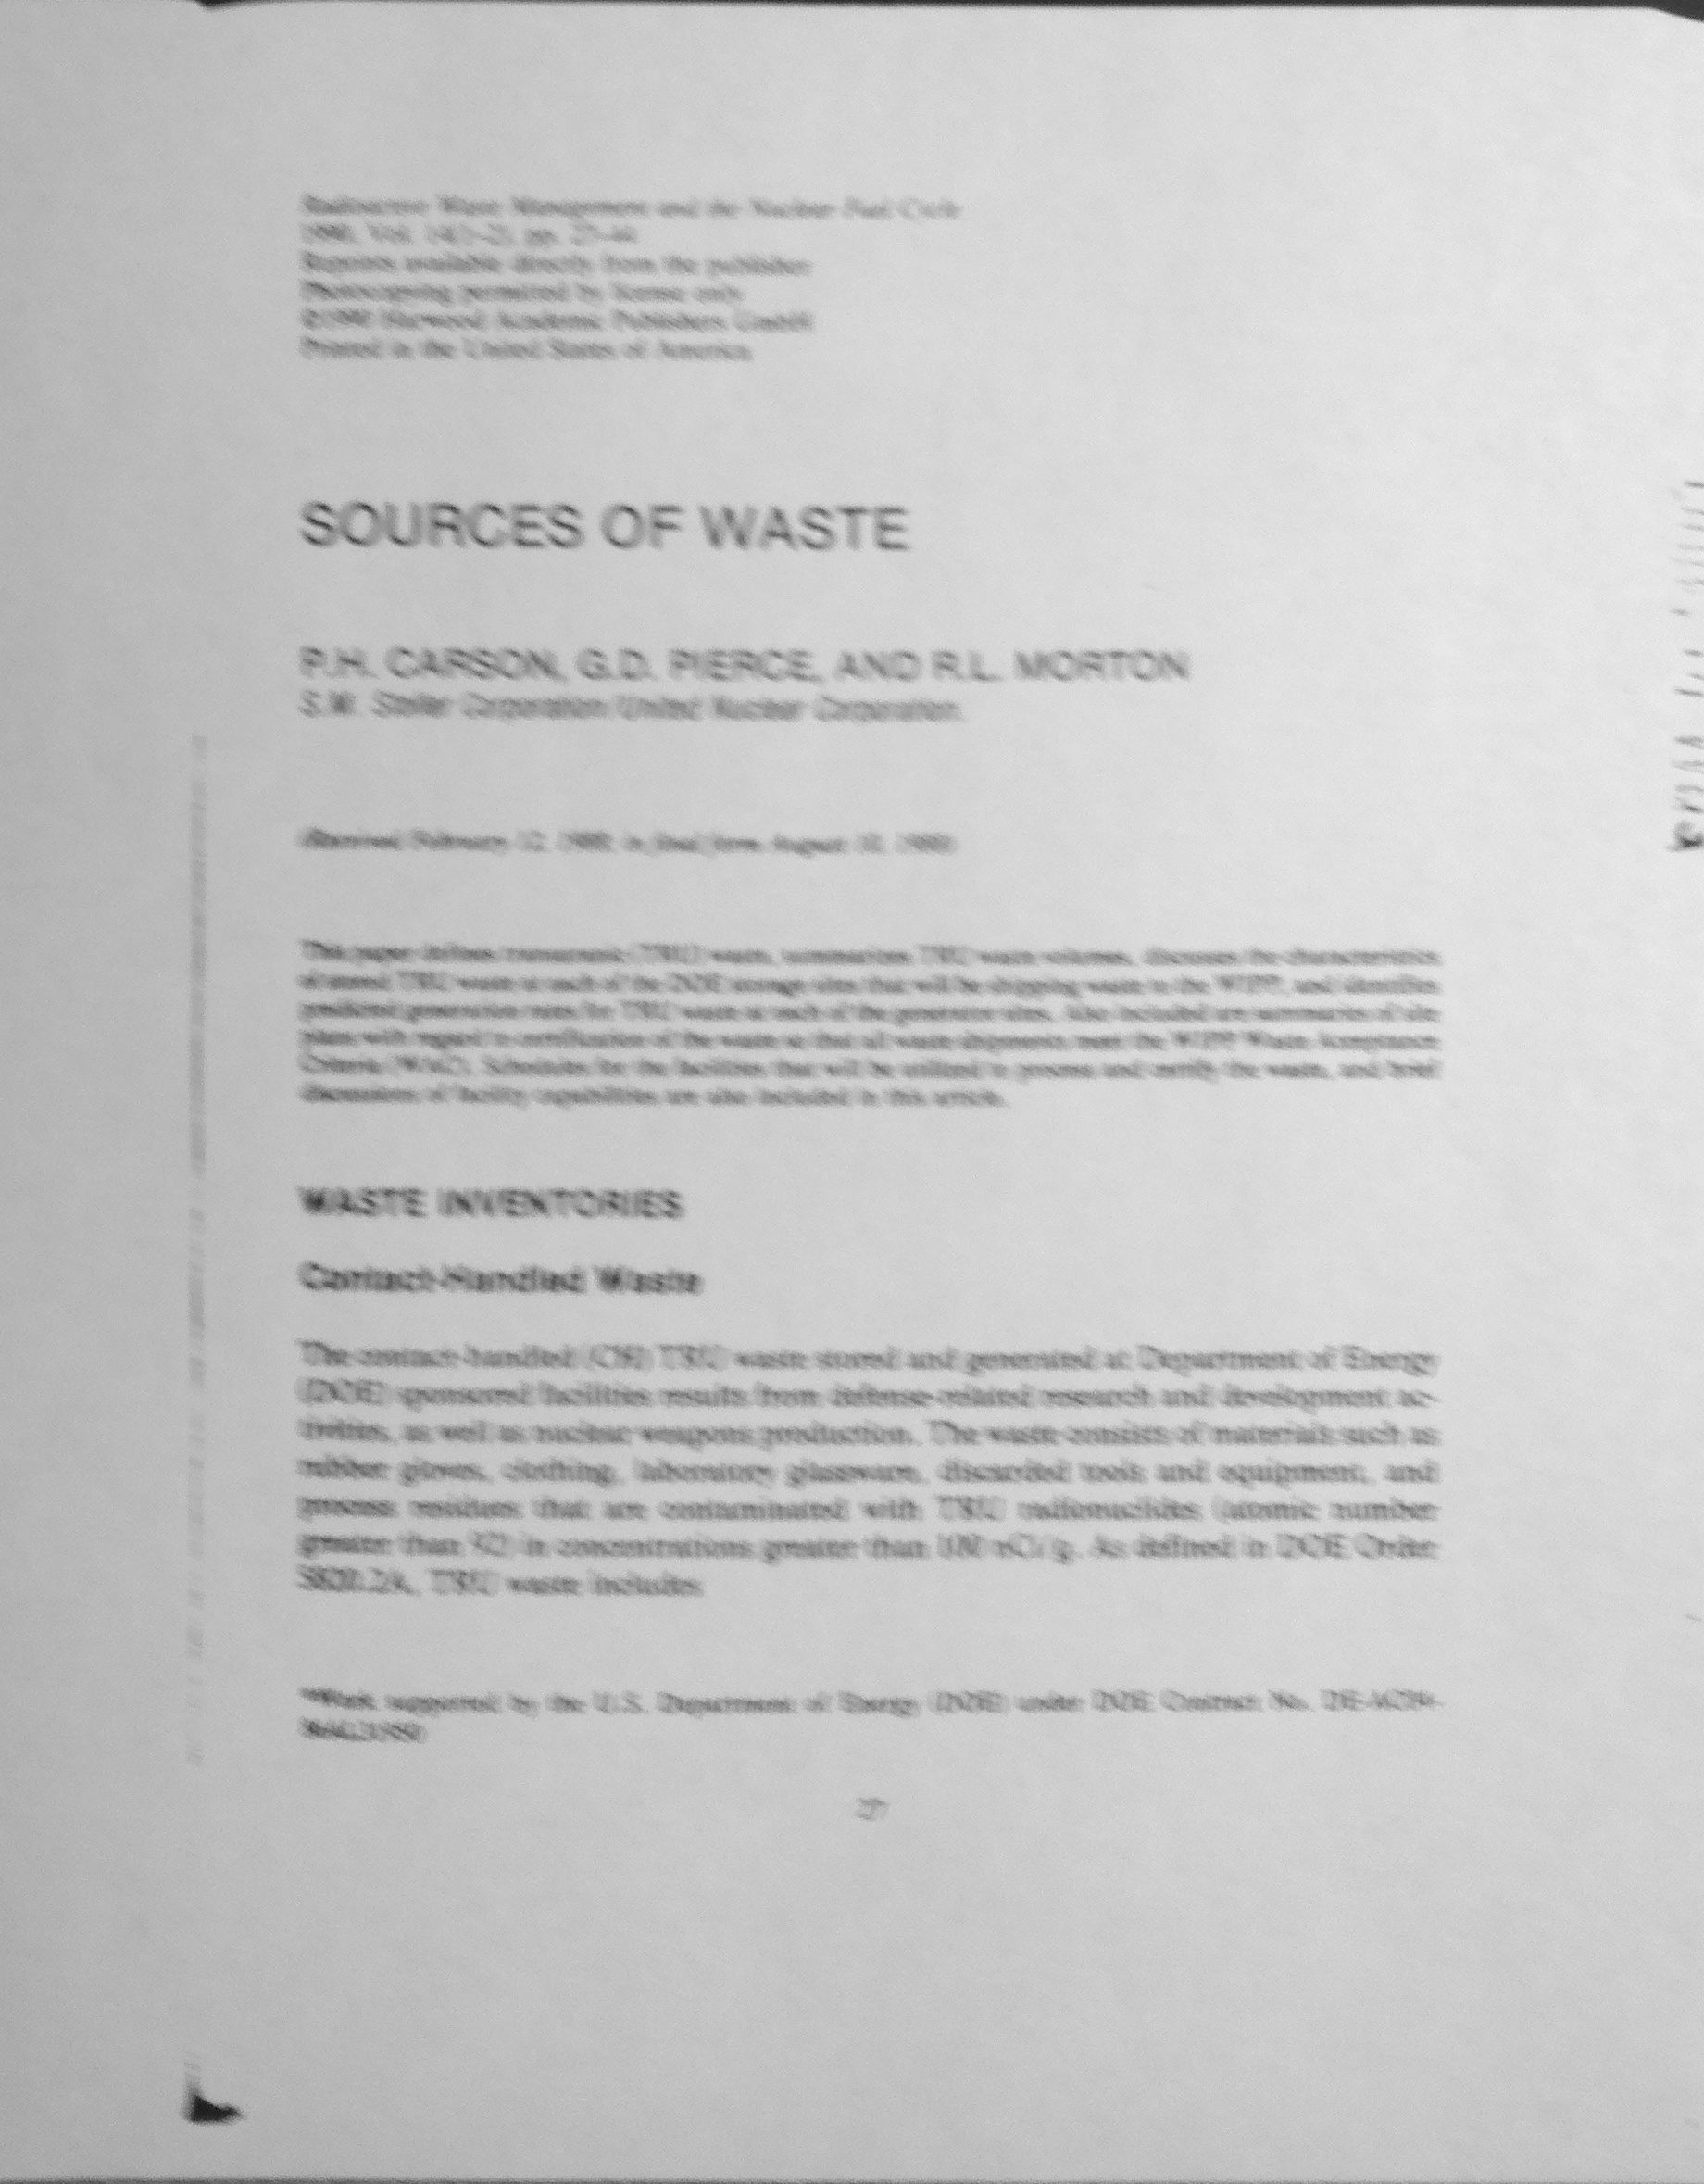 Radioactive Waste Management and the Nuclear Fuel Cycle
Vol. 14(1–2), pp. 27–44
Reprints available directly from the publisher
Photocopying permitted by license only
Harwood Academic Publishers GmbH
Printed in the United States of America
SOURCES OF WASTE
P.H. CARSON, G.D. PIERCE, AND R.L. MORTON
S.M. Stoller Corporation/United Nuclear Corporation
(Received February 12, in final form August
This paper defines transuranic (TRU) waste, summarizes TRU waste volumes, discusses the characteristics
of stored TRU waste at each of the DOE storage sites that will be shipping waste to the WIPP, and identifies
predicted generation rates for TRU waste at each of the generator sites. Also included are summaries of site
plans with regard to certification of the waste so that all waste shipments meet the WIPP Waste Acceptance
Criteria (WAC). Schedules for the facilities that will be utilized to process and certify the waste, and brief
discussions of facility capabilities are also included in this article.
WASTE INVENTORIES
Contact-Handled Waste
The contact-handled (CH) TRU waste stored and generated at Department of Energy
(DOE) sponsored facilities results from defense-related research and development ac-
tivities, as well as nuclear weapons production. The waste consists of materials such as
rubber gloves, clothing, laboratory glassware, discarded tools and equipment, and
process residues that are contaminated with TRU radionuclides (atomic number
greater than 92) in concentrations greater than 100 nCi/g. As defined in DOE Order
5820.2A, TRU waste includes:
*Work supported by the U.S. Department of Energy (DOE) under DOE Contract No.
27